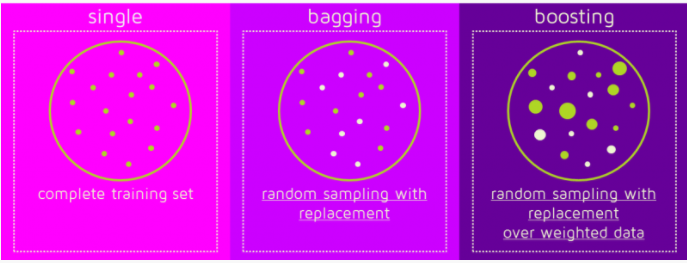 single
complete training set
bagging
random sampling with
replacement
boosting
random sampling with
replacement
over weighted data